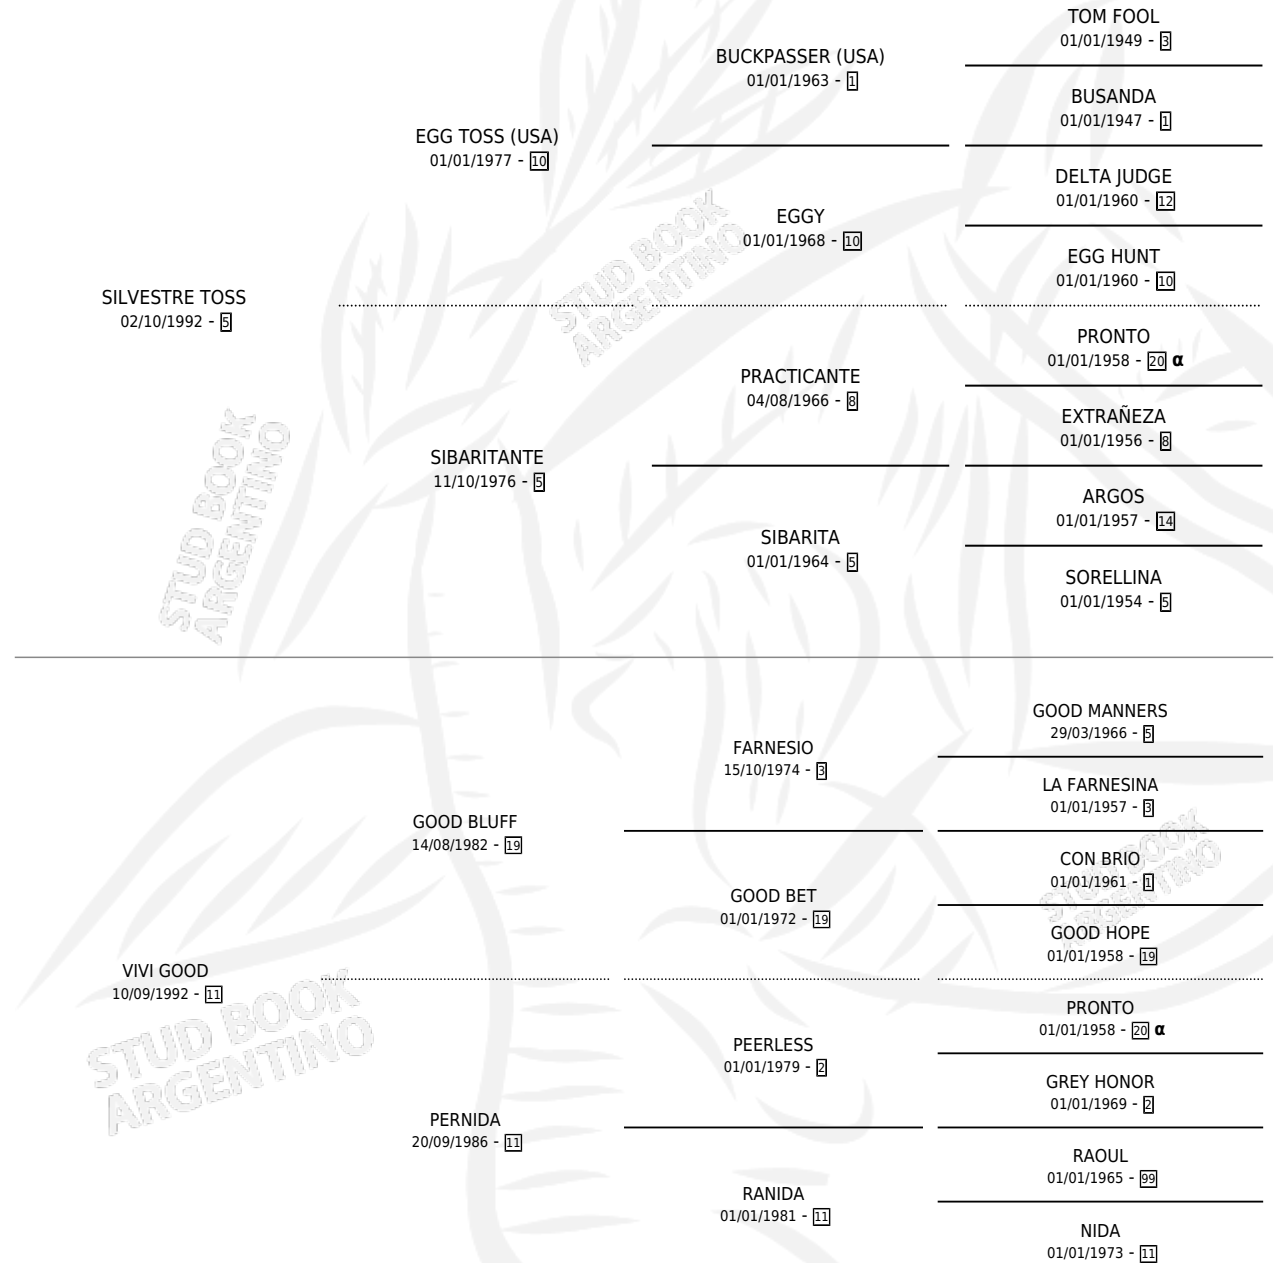 TOM FOOL
01/01/1949 - 3
BUCKPASSER (USA)
01/01/1963 - 1
BUSANDA
01/01/1947 - 1
EGG TOSS (USA)
01/01/1977 - 10
DELTA JUDGE
01/01/1960 - 12
EGGY
01/01/1968 - 10
EGG HUNT
01/01/1960 - 10
STUD BOOK
ARGENTINO
SILVESTRE TOSS
02/10/1992 - 5
PRONTO
01/01/1958 - 20 α
PRACTICANTE
04/08/1966 - 8
EXTRAÑEZA
01/01/1956 - 8
SIBARITANTE
11/10/1976 - 5
ARGOS
01/01/1957 - 14
SIBARITA
01/01/1964 - 5
SORELLINA
01/01/1954 - 5
STUD BOOK
ARGENTINO
GOOD MANNERS
29/03/1966 - 5
FARNESIO
15/10/1974 - 3
LA FARNESINA
01/01/1957 - 3
GOOD BLUFF
14/08/1982 - 19
CON BRIO
01/01/1961 - 1
GOOD BET
01/01/1972 - 19
GOOD HOPE
01/01/1958 - 19
STUD BOOK
ARGENTINO
VIVI GOOD
10/09/1992 - 11
PRONTO
01/01/1958 - 20 α
PEERLESS
01/01/1979 - 2
GREY HONOR
01/01/1969 - 2
STUD BOOK
ARGENTINO
PERNIDA
20/09/1986 - 11
RAOUL
01/01/1965 - 99
RANIDA
01/01/1981 - 11
NIDA
01/01/1973 - 11